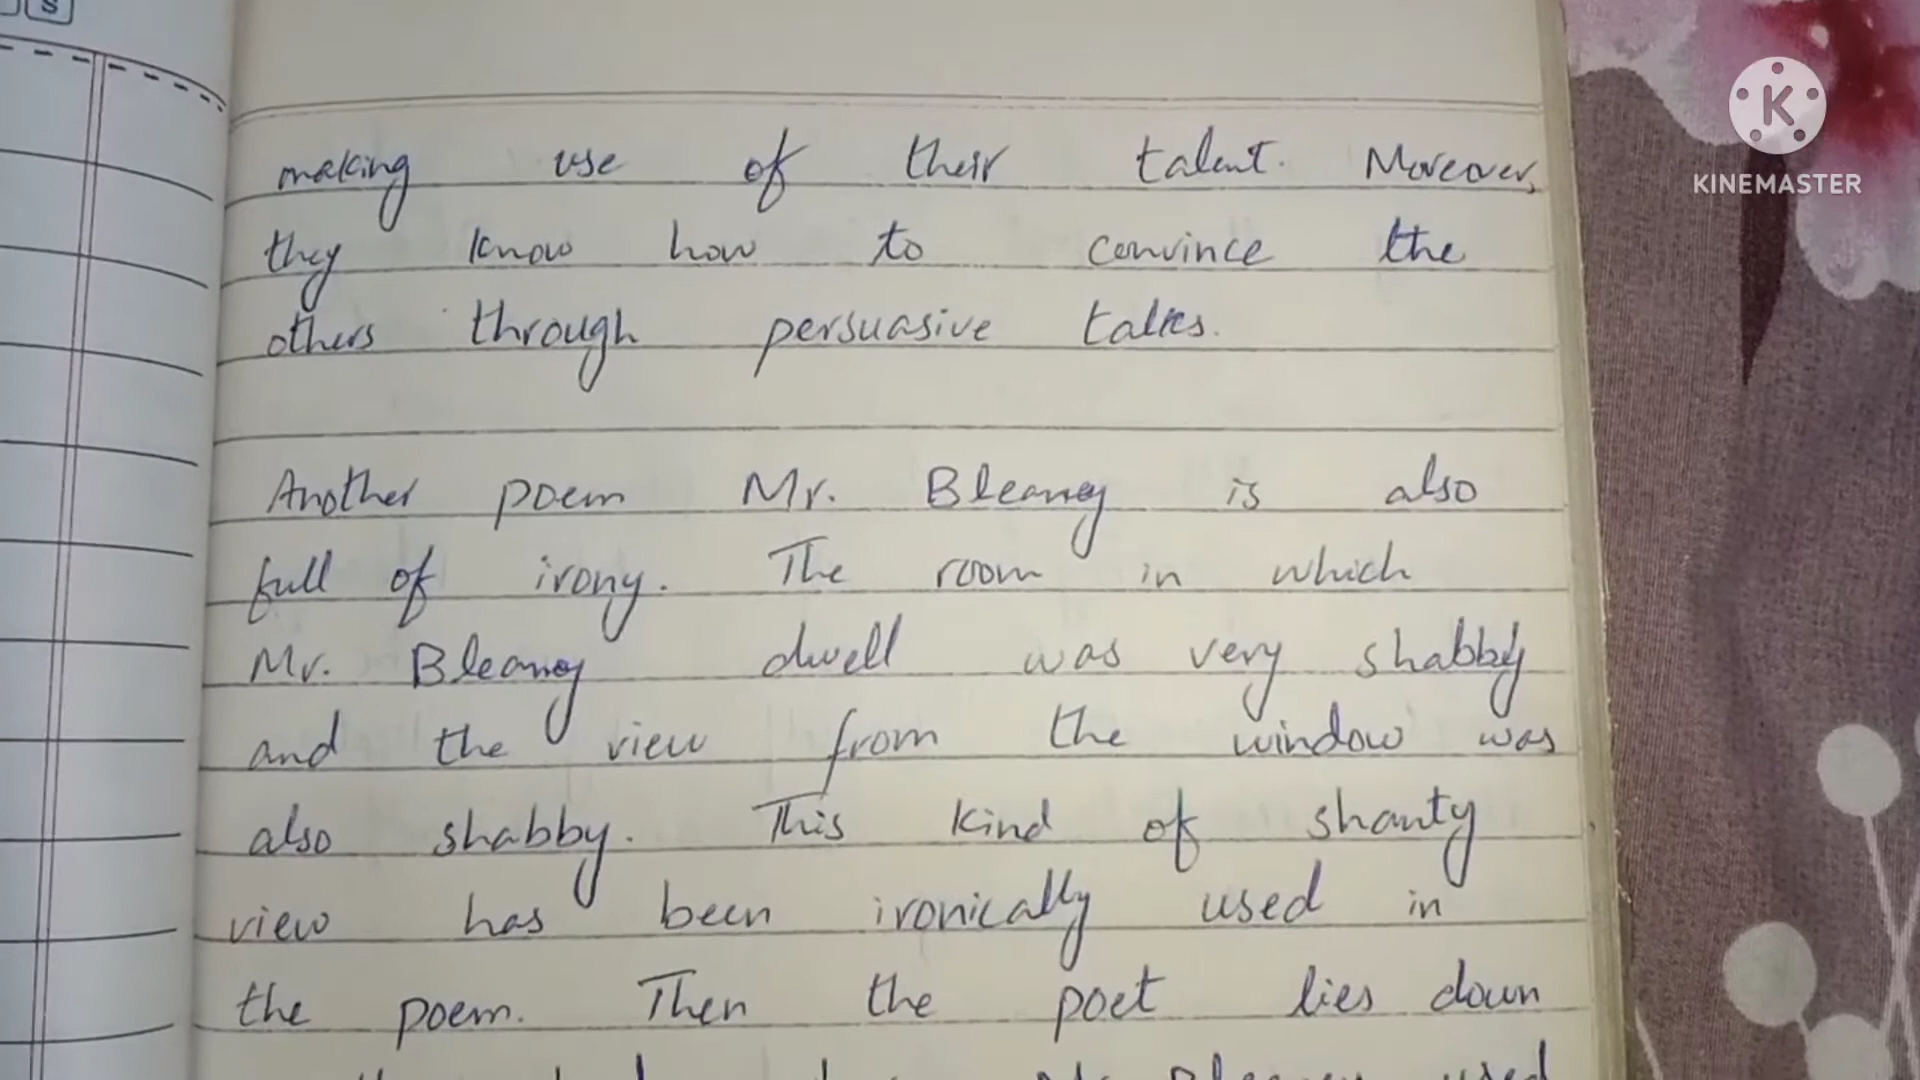 S
K
KINEMASTER
making use of their talent. Moreover,
they know how to convince the
others through persuasive talks.
Another poem Mr. Bleaney is also
full of irony. The room in which
Mr. Bleaney dwell was very shabby
and the view from the window was
also shabby. This kind of shanty
view has been ironically used in
the poem. Then the poet lies down
Mr. Bleaney used